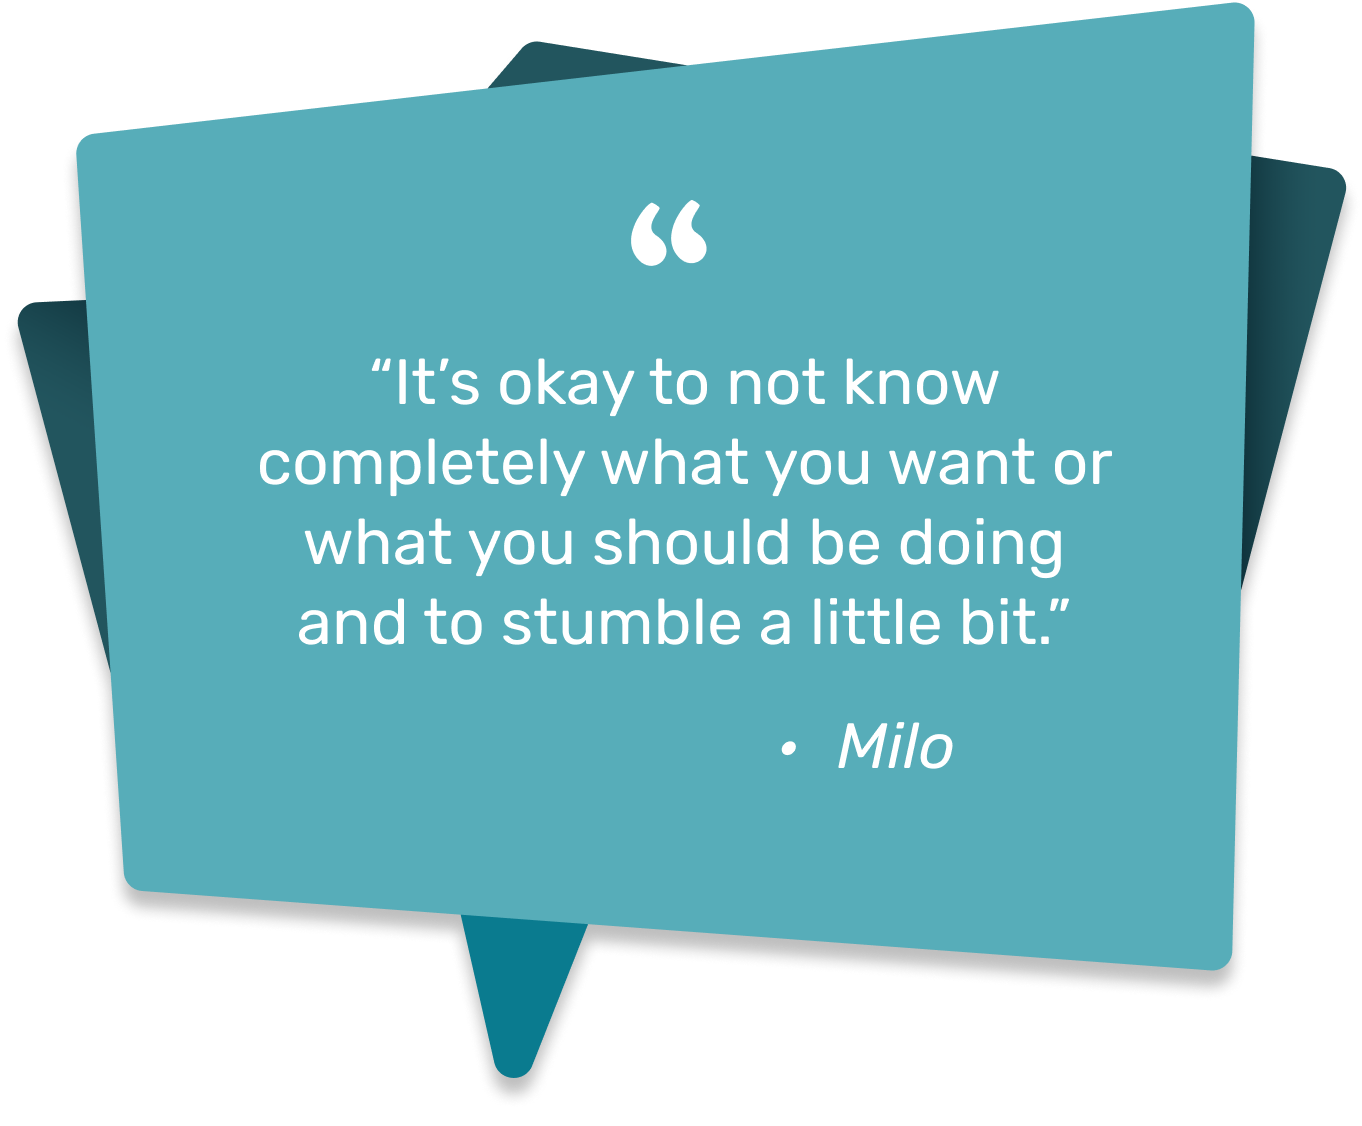 “
“It’s okay to not know
completely what you want or
what you should be doing
and to stumble a little bit.”
• Milo